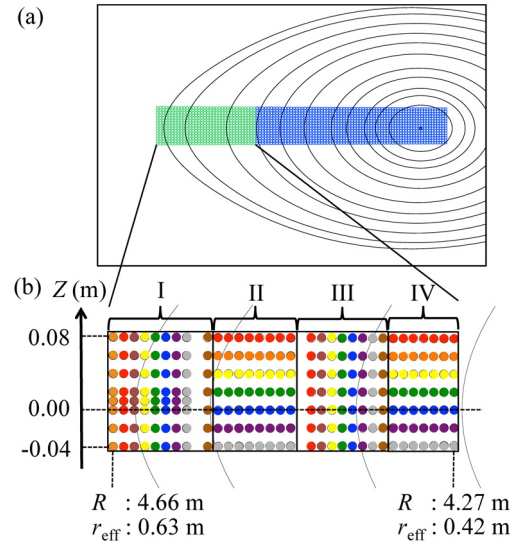 (a)
(b) Z (m)
I II III IV
0.08
0.00
-0.04
R : 4.66 m R : 4.27 m
r_eff : 0.63 m r_eff : 0.42 m